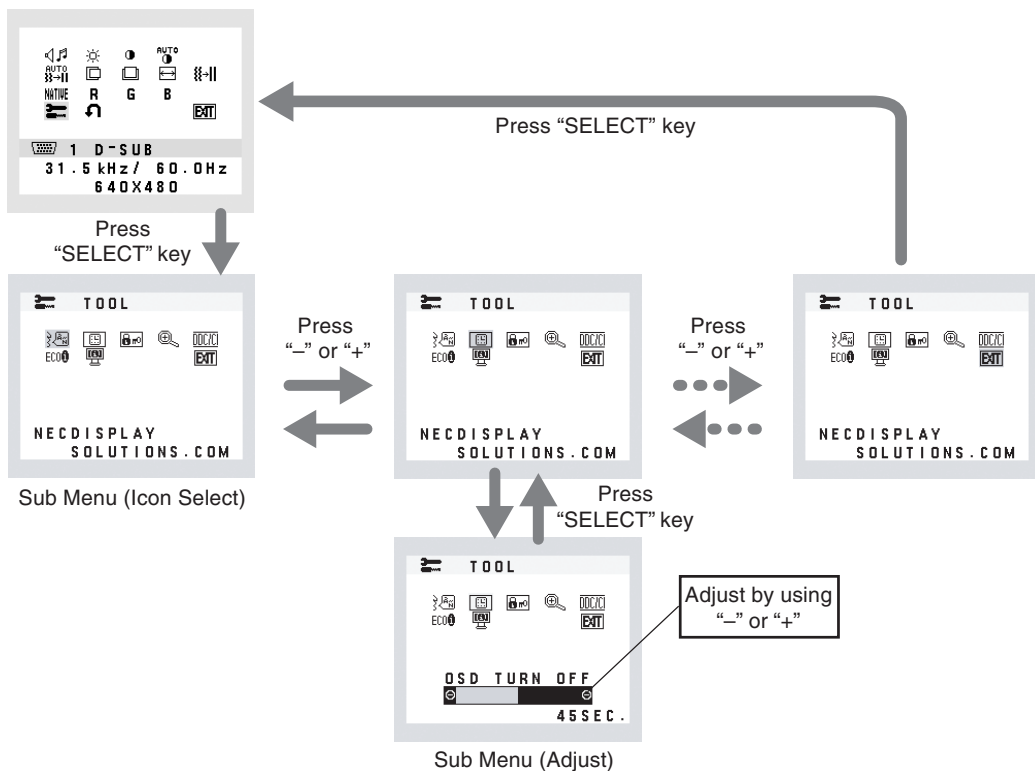 AUTO
AUTO
NATIVE R G B
EXIT
1 D-SUB
31.5kHz/ 60.0Hz
640X480
Press “SELECT” key
Press
“SELECT” key
TOOL
DDC/CI
ECO
EXIT
NECDISPLAY
SOLUTIONS.COM
Sub Menu (Icon Select)
Press
“–” or “+”
TOOL
DDC/CI
ECO
EXIT
NECDISPLAY
SOLUTIONS.COM
Press
“–” or “+”
TOOL
DDC/CI
ECO
EXIT
NECDISPLAY
SOLUTIONS.COM
Press
“SELECT” key
TOOL
DDC/CI
ECO
EXIT
OSD TURN OFF
45SEC.
Adjust by using
“–” or “+”
Sub Menu (Adjust)